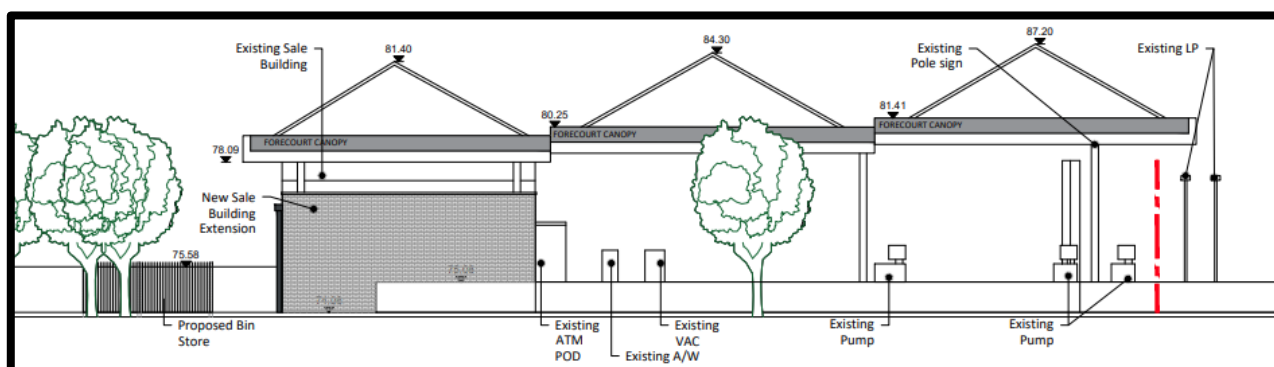 87.20
84.30
81.40
Existing Sale
Building
Existing
Pole sign
Existing LP
80.25
81.41
FORECOURT CANOPY
FORECOURT CANOPY
FORECOURT CANOPY
78.09
New Sale
Building
Extension
75.58
75.08
74.08
Proposed Bin
Store
Existing
ATM
POD
Existing A/W
Existing
VAC
Existing
Pump
Existing
Pump